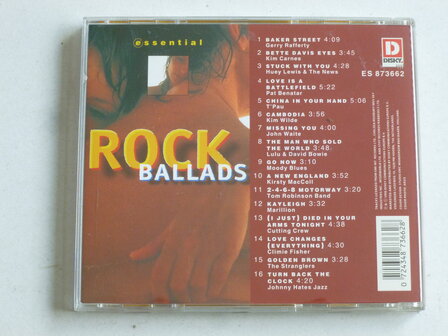 essential
ROCK
BALLADS
1 BAKER STREET 4:09
Gerry Rafferty
2 BETTE DAVIS EYES 3:45
Kim Carnes
3 STUCK WITH YOU 4:28
Huey Lewis & The News
4 LOVE IS A
BATTLEFIELD 5:22
Pat Benatar
5 CHINA IN YOUR HAND 5:06
T'Pau
6 CAMBODIA 3:56
Kim Wilde
7 MISSING YOU 4:00
John Waite
8 THE MAN WHO SOLD
THE WORLD 3:48
Lulu & David Bowie
9 GO NOW 3:10
Moody Blues
10 A NEW ENGLAND 3:52
Kirsty MacColl
11 2-4-6-8 MOTORWAY 3:20
Tom Robinson Band
12 KAYLEIGH 3:32
Marillion
13 (I JUST) DIED IN YOUR
ARMS TONIGHT 4:38
Cutting Crew
14 LOVE CHANGES
(EVERYTHING) 4:30
Climie Fisher
15 GOLDEN BROWN 3:28
The Stranglers
16 TURN BACK THE
CLOCK 4:20
Johnny Hates Jazz
D
DISKY
ES 873662
0 724348 736628